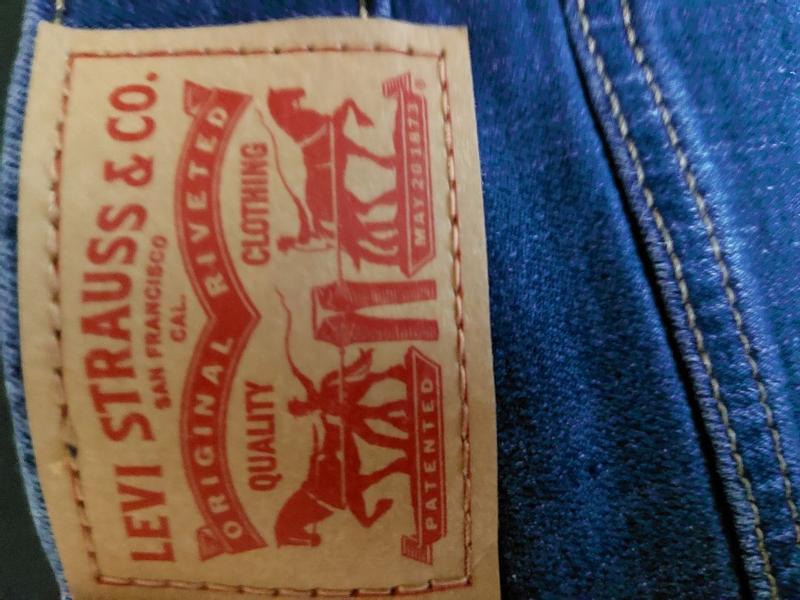 LEVI STRAUSS & CO.
SAN FRANCISCO
CAL.
ORIGINAL RIVETED
QUALITY CLOTHING
PATENTED MAY 20 1873
®